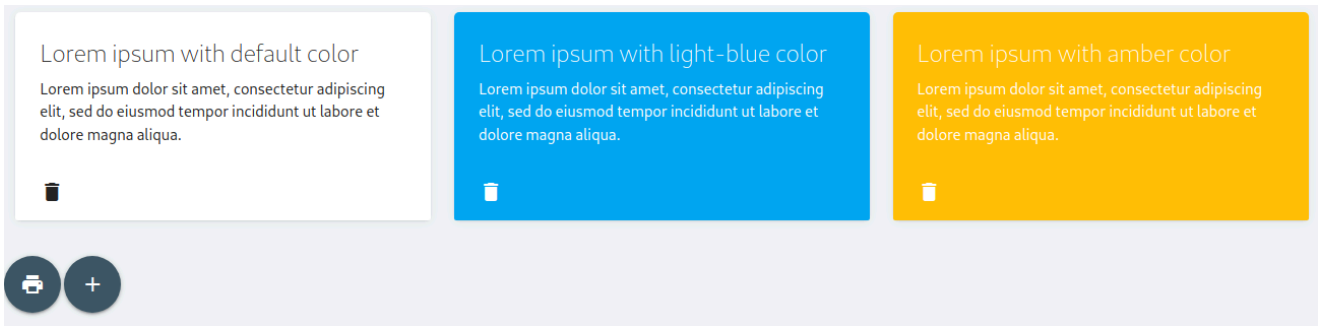 Lorem ipsum with default color
Lorem ipsum dolor sit amet, consectetur adipiscing
elit, sed do eiusmod tempor incididunt ut labore et
dolore magna aliqua.
Lorem ipsum with light-blue color
Lorem ipsum dolor sit amet, consectetur adipiscing
elit, sed do eiusmod tempor incididunt ut labore et
dolore magna aliqua.
Lorem ipsum with amber color
Lorem ipsum dolor sit amet, consectetur adipiscing
elit, sed do eiusmod tempor incididunt ut labore et
dolore magna aliqua.